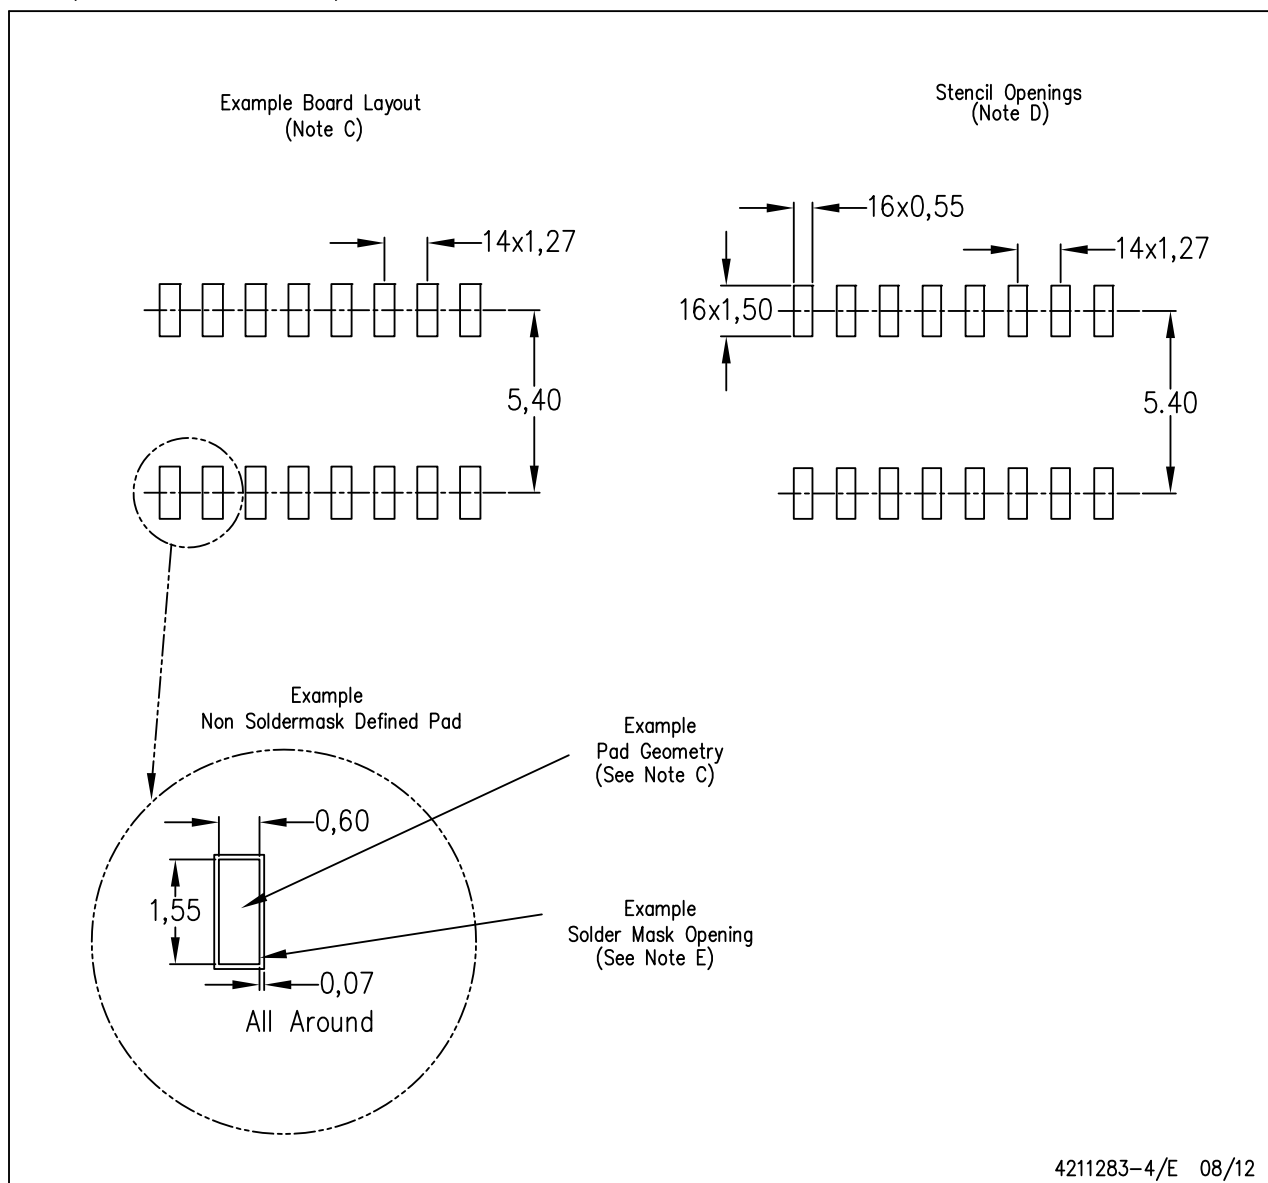 Example Board Layout
(Note C)
Stencil Openings
(Note D)
14x1,27
5,40
16x0,55
14x1,27
16x1,50
5.40
Example
Non Soldermask Defined Pad
Example
Pad Geometry
(See Note C)
0,60
1,55
Example
Solder Mask Opening
(See Note E)
0,07
All Around
4211283-4/E 08/12